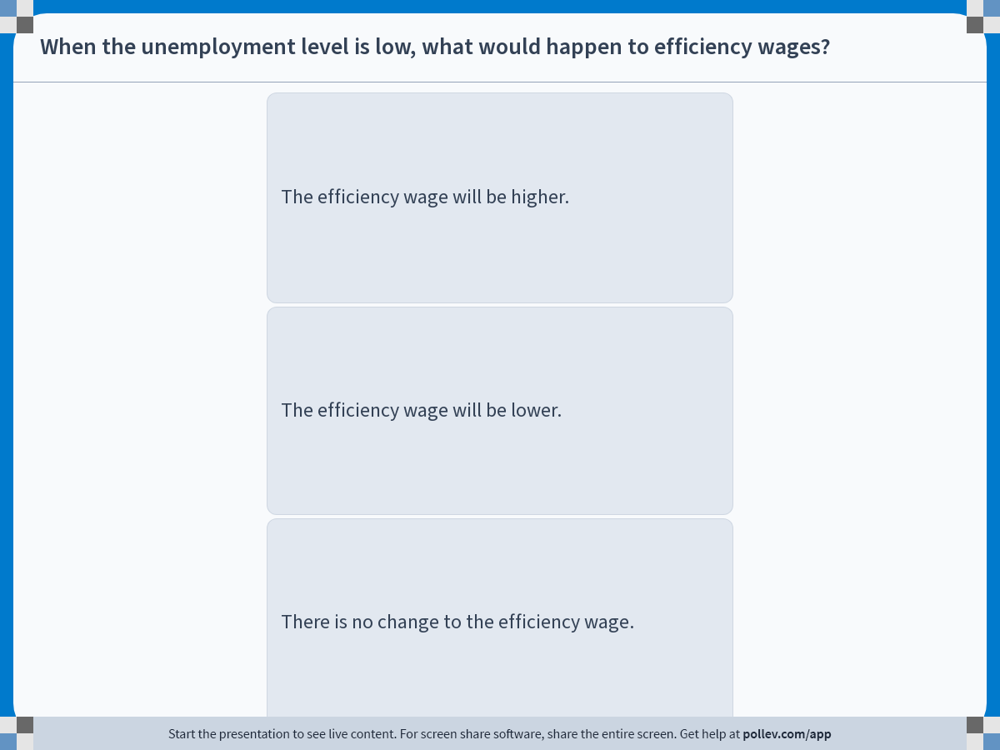 When the unemployment level is low, what would happen to efficiency wages?
The efficiency wage will be higher.
The efficiency wage will be lower.
There is no change to the efficiency wage.
Start the presentation to see live content. For screen share software, share the entire screen. Get help at pollev.com/app